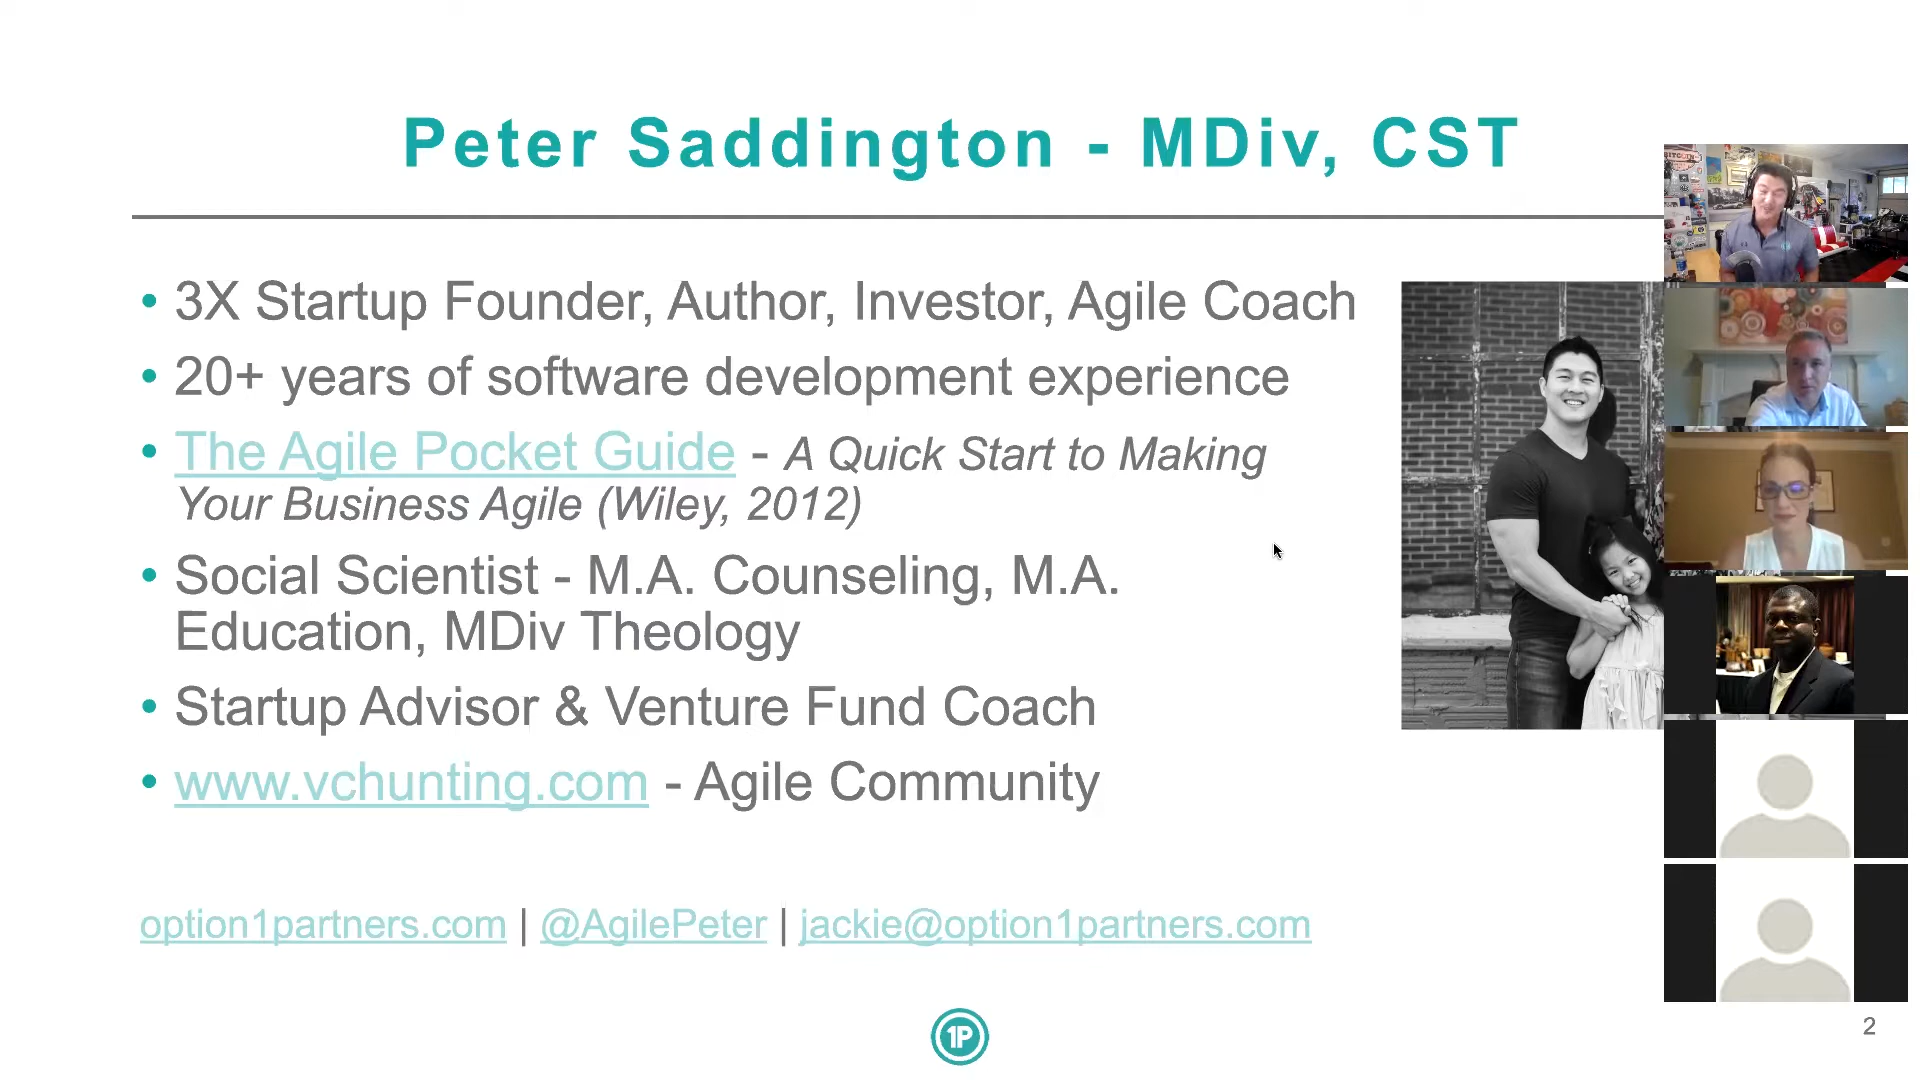 Peter Saddington - MDiv, CST
• 3X Startup Founder, Author, Investor, Agile Coach
• 20+ years of software development experience
• The Agile Pocket Guide - A Quick Start to Making
Your Business Agile (Wiley, 2012)
• Social Scientist - M.A. Counseling, M.A.
Education, MDiv Theology
• Startup Advisor & Venture Fund Coach
• www.vchunting.com - Agile Community
option1partners.com | @AgilePeter | jackie@option1partners.com
1P
2